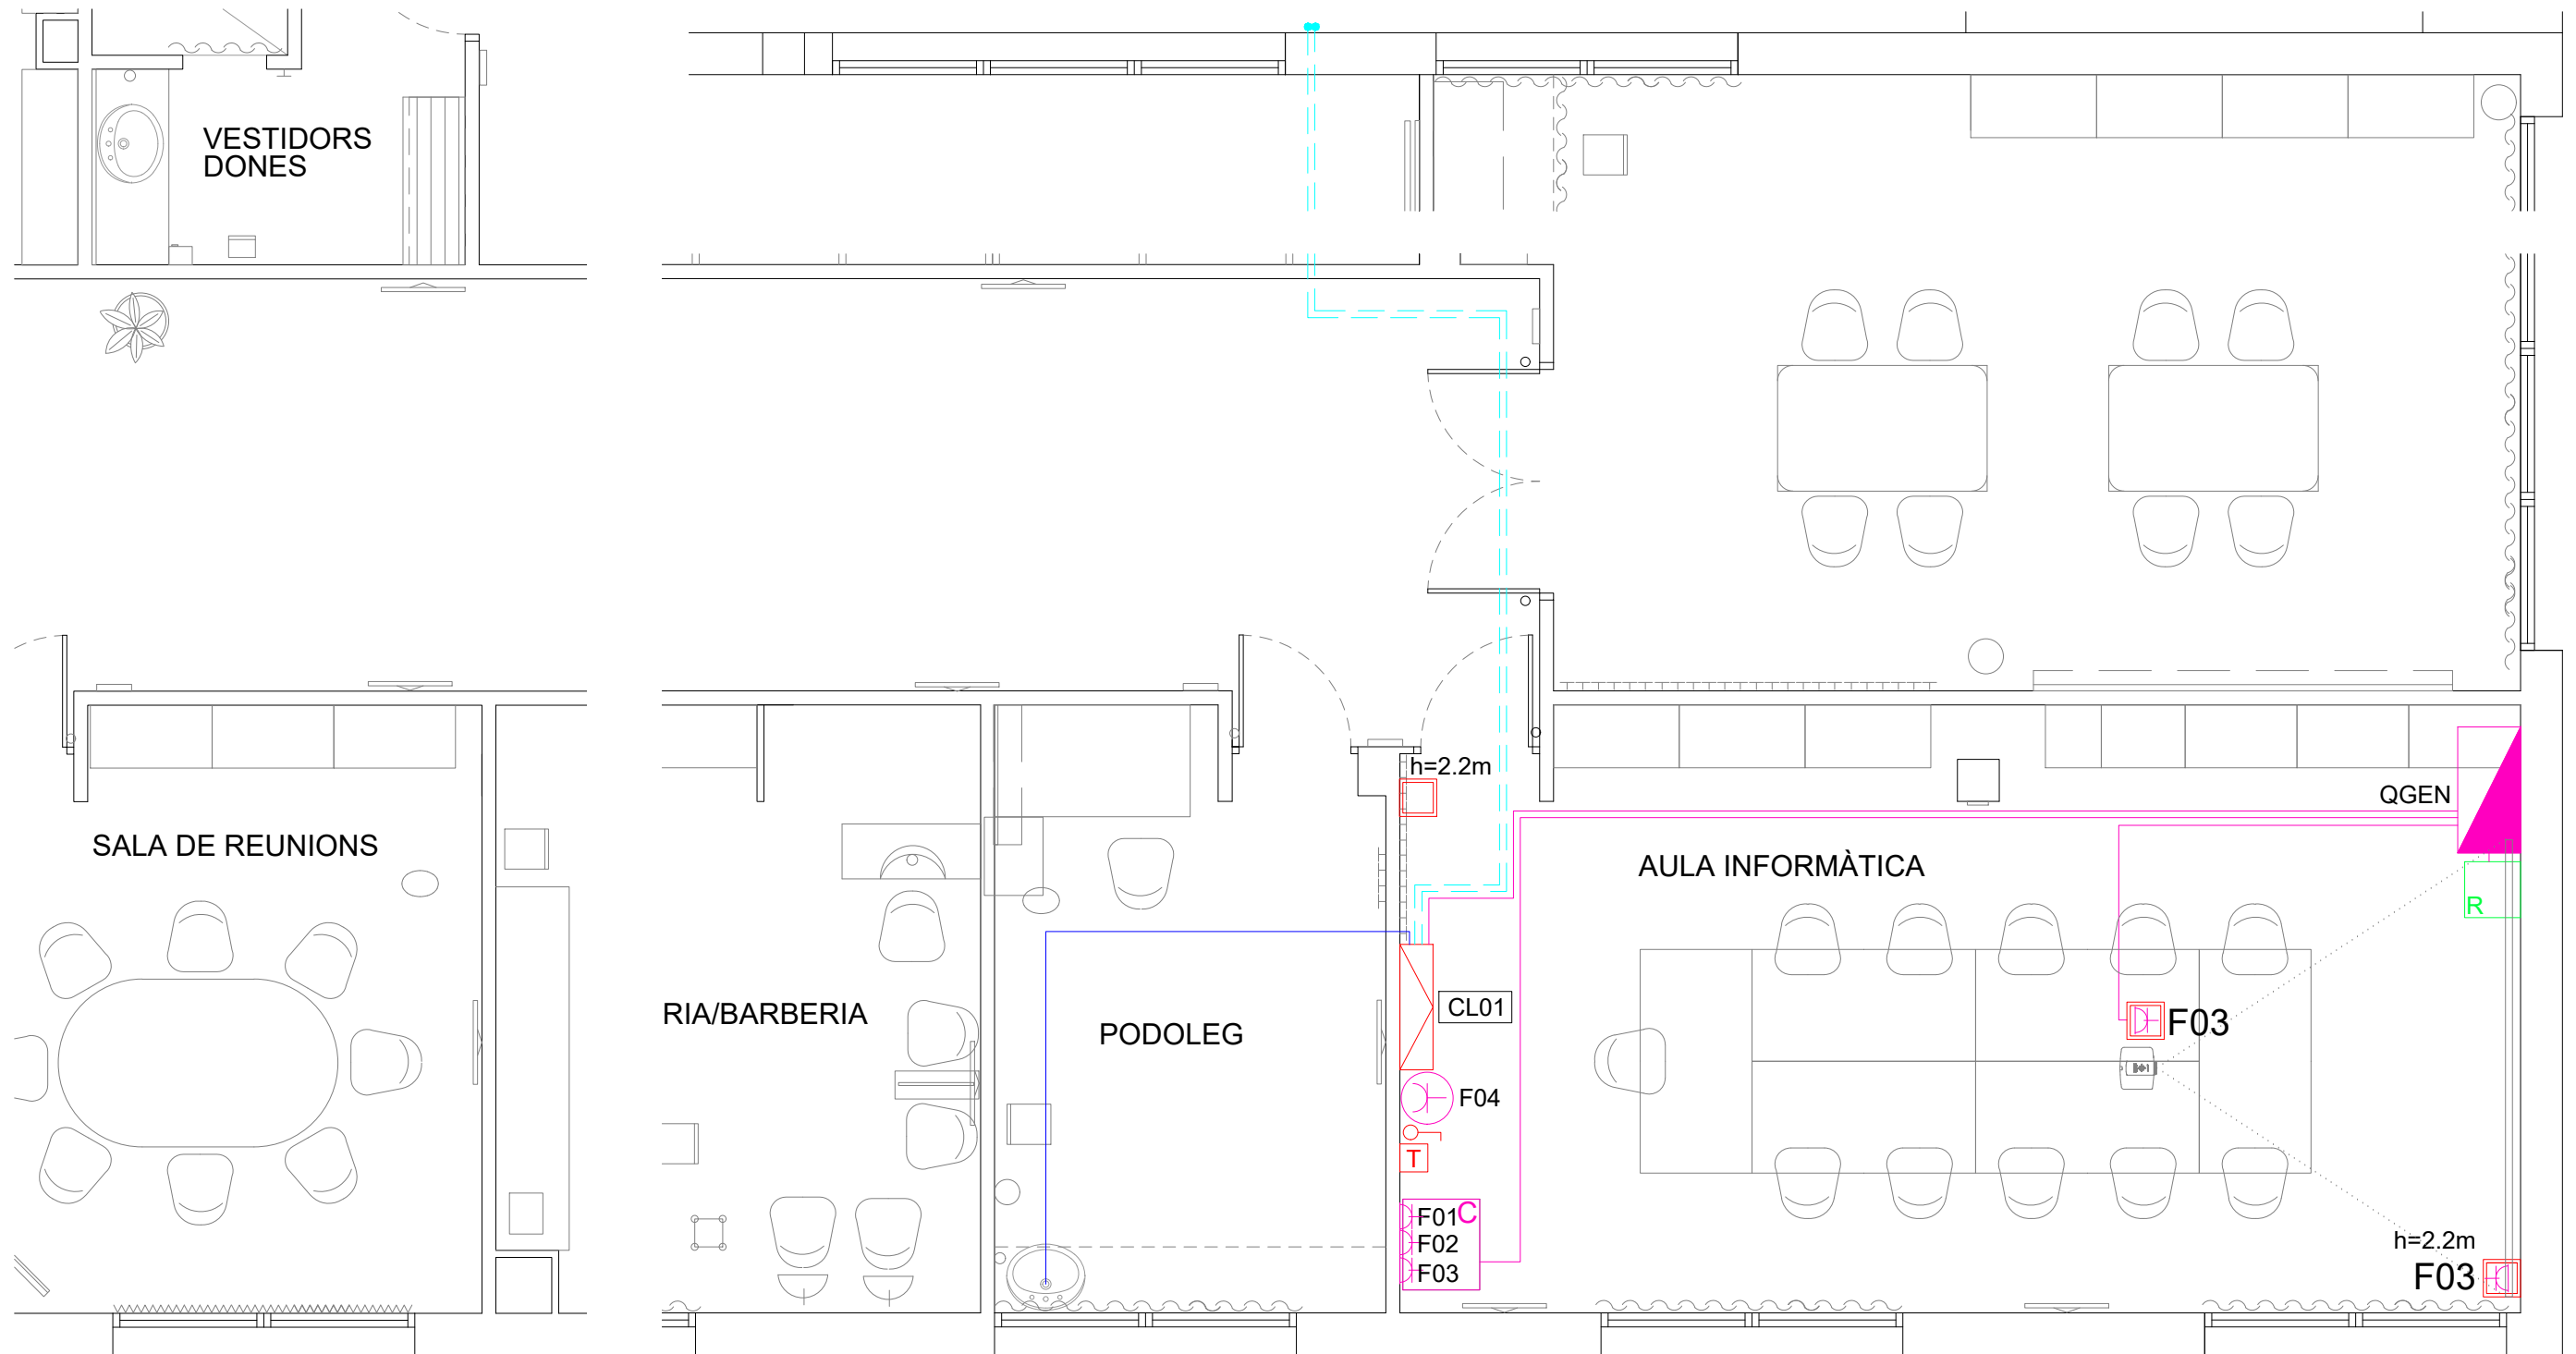 VESTIDORS
DONES
h=2.2m
QGEN
SALA DE REUNIONS
AULA INFORMÀTICA
R
CL01
RIA/BARBERIA
PODOLEG
F03
F04
T
F01
C
F02
F03
h=2.2m
F03